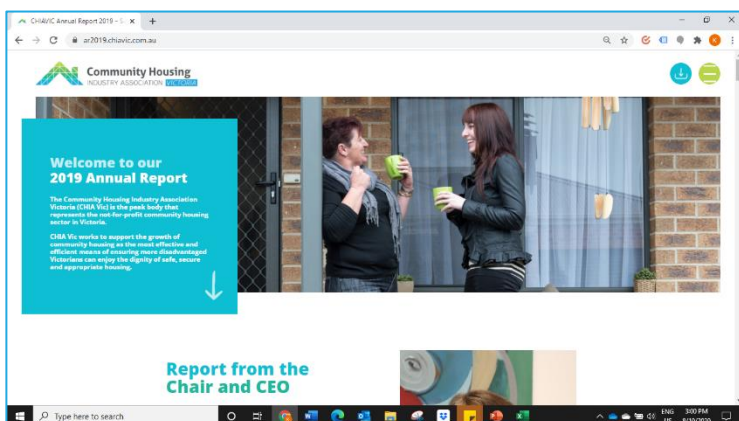 CHIAVIC Annual Report 2019 -
ar2019.chiavic.com.au
Community Housing
INDUSTRY ASSOCIATION VICTORIA
Welcome to our
2019 Annual Report
The Community Housing Industry Association
Victoria (CHIA Vic) is the peak body that
represents the not-for-profit community housing
sector in Victoria.
CHIA Vic works to support the growth of
community housing as the most effective and
efficient means of ensuring more disadvantaged
Victorians can enjoy the dignity of safe, secure
and appropriate housing.
Report from the
Chair and CEO
Type here to search
ENG
3:00 PM
US